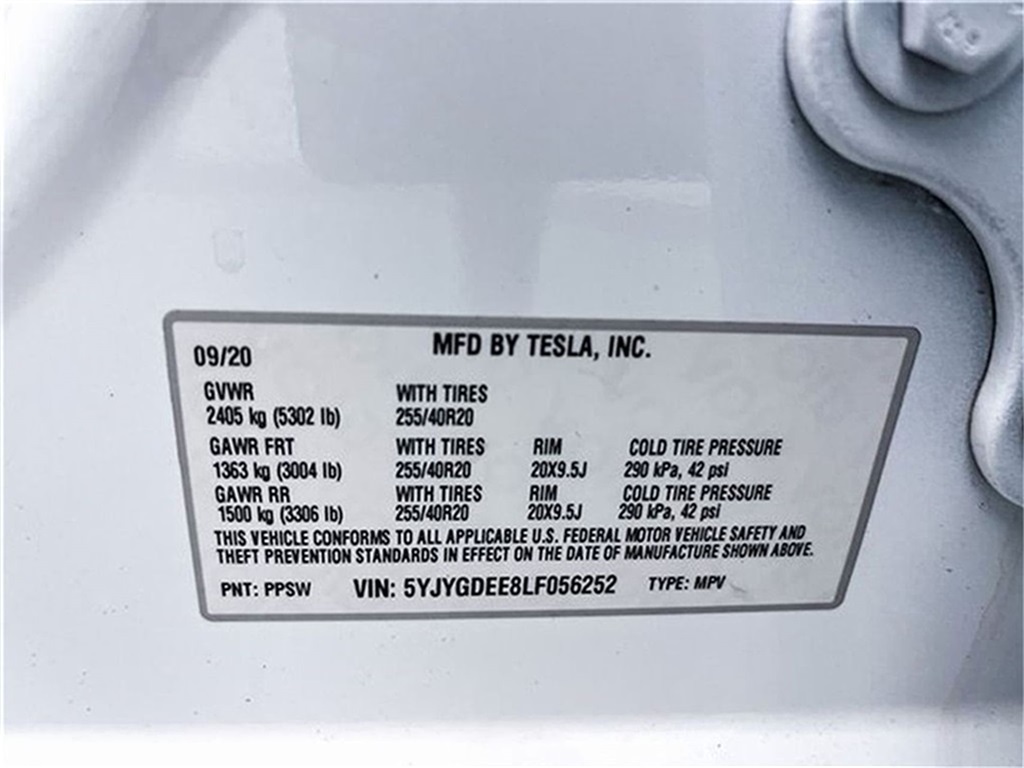 MFD BY TESLA, INC.
09/20
GVWR WITH TIRES
2405 kg (5302 lb) 255/40R20
GAWR FRT WITH TIRES RIM COLD TIRE PRESSURE
1363 kg (3004 lb) 255/40R20 20X9.5J 290 kPa, 42 psi
GAWR RR WITH TIRES RIM COLD TIRE PRESSURE
1500 kg (3306 lb) 255/40R20 20X9.5J 290 kPa, 42 psi
THIS VEHICLE CONFORMS TO ALL APPLICABLE U.S. FEDERAL MOTOR VEHICLE SAFETY AND
THEFT PREVENTION STANDARDS IN EFFECT ON THE DATE OF MANUFACTURE SHOWN ABOVE.
PNT: PPSW VIN: 5YJYGDEE8LF056252 TYPE: MPV